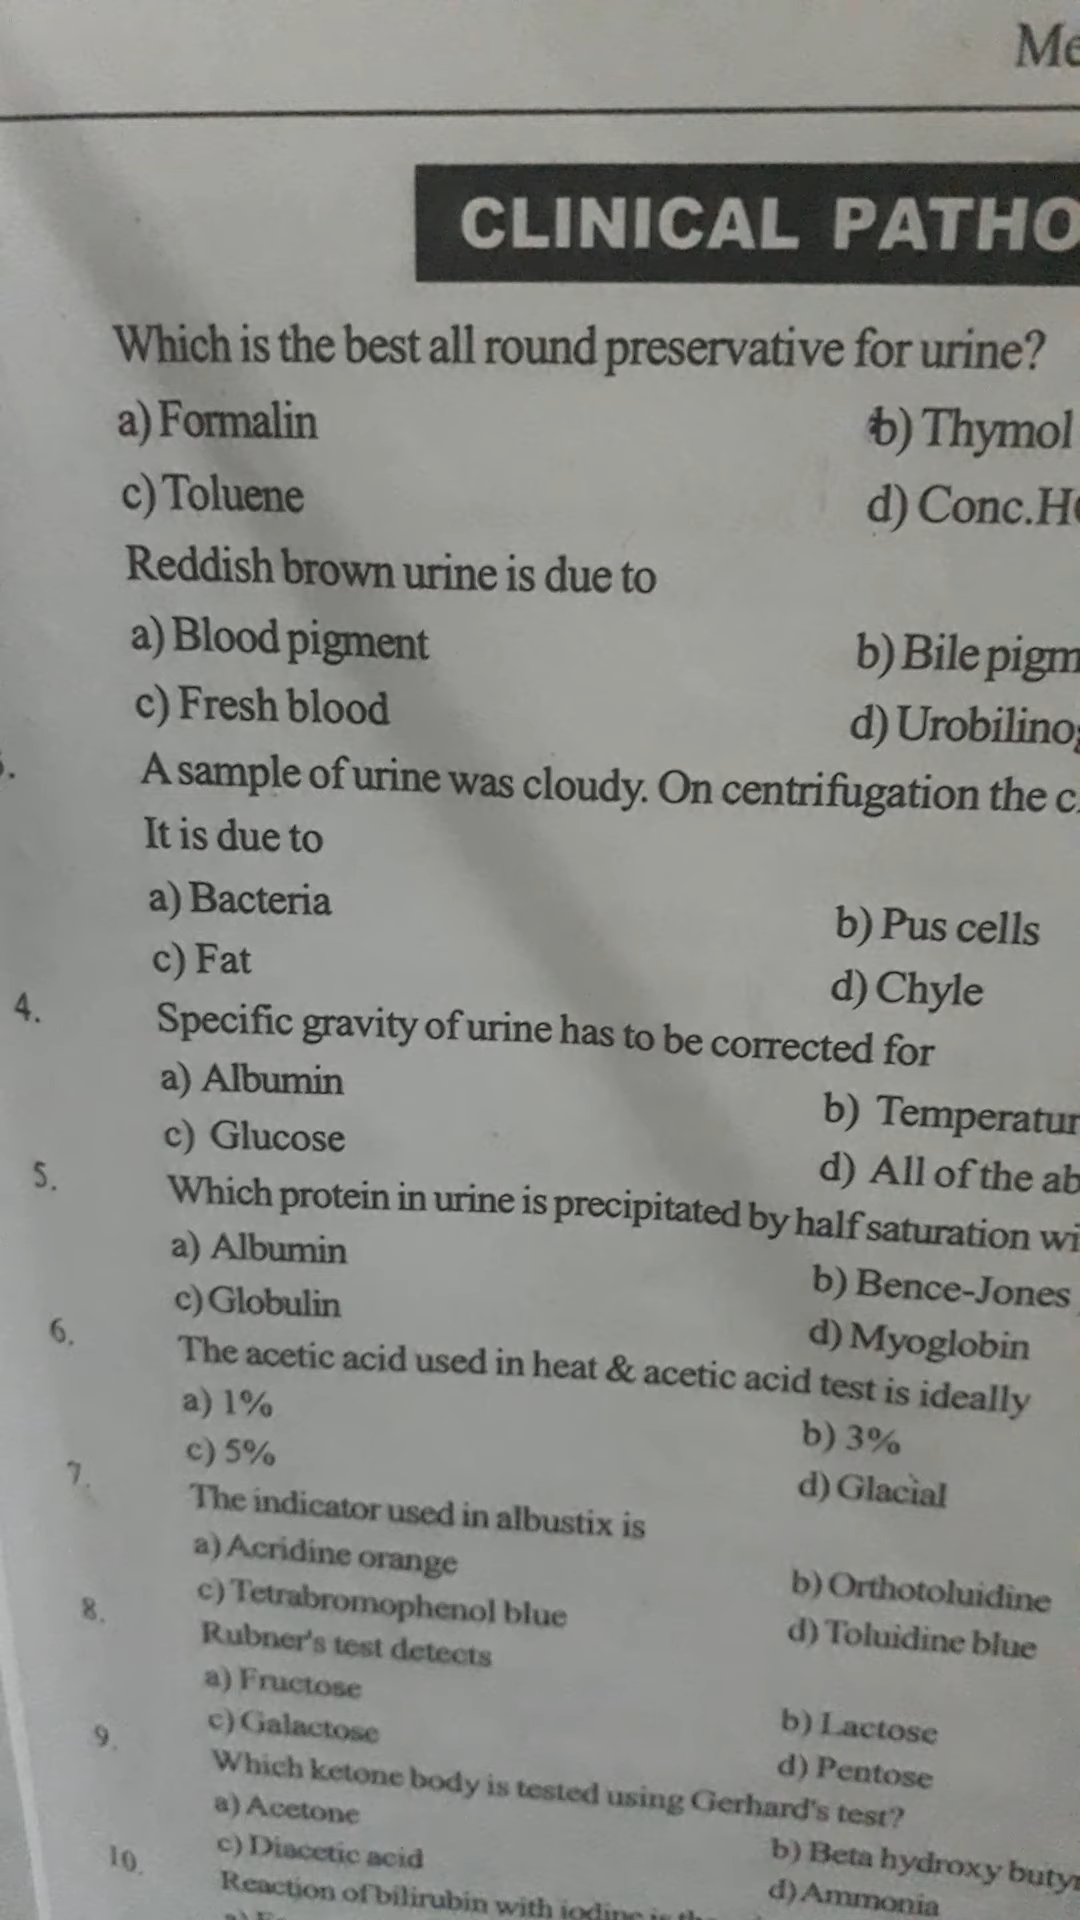 Me
CLINICAL PATHO
Which is the best all round preservative for urine?
a) Formalin
b) Thymol
c) Toluene
d) Conc.H
Reddish brown urine is due to
a) Blood pigment
b) Bile pigm
c) Fresh blood
d) Urobilino
A sample of urine was cloudy. On centrifugation the c
It is due to
a) Bacteria
b) Pus cells
c) Fat
d) Chyle
4. Specific gravity of urine has to be corrected for
a) Albumin
b) Temperatur
c) Glucose
d) All of the ab
5. Which protein in urine is precipitated by half saturation wi
a) Albumin
b) Bence-Jones
c) Globulin
d) Myoglobin
6. The acetic acid used in heat & acetic acid test is ideally
a) 1%
b) 3%
c) 5%
d) Glacial
7. The indicator used in albustix is
a) Acridine orange
b) Orthotoluidine
c) Tetrabromophenol blue
d) Toluidine blue
8. Rubner's test detects
a) Fructose
b) Lactose
c) Galactose
d) Pentose
9. Which ketone body is tested using Gerhard's test?
a) Acetone
b) Beta hydroxy butyr
c) Diacetic acid
d) Ammonia
10. Reaction of bilirubin with iodine is